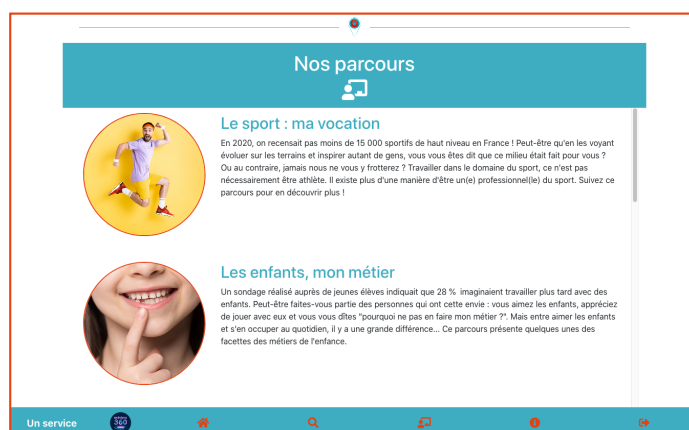 Nos parcours
Le sport : ma vocation
En 2020, on recensait pas moins de 15 000 sportifs de haut niveau en France ! Peut-être qu'en les voyant
évoluer sur les terrains et inspirer autant de gens, vous vous êtes dit que ce milieu était fait pour vous ?
Ou au contraire, jamais nous ne vous y frotterez ? Travailler dans le domaine du sport, ce n'est pas
nécessairement être athlète. Il existe plus d'une manière d'être un(e) professionnel(le) du sport. Suivez ce
parcours pour en découvrir plus !
Les enfants, mon métier
Un sondage réalisé auprès de jeunes élèves indiquait que 28 % imaginaient travailler plus tard avec des
enfants. Peut-être faites-vous partie des personnes qui ont cette envie : vous aimez les enfants, appréciez
de jouer avec eux et vous vous dîtes "pourquoi ne pas en faire mon métier ?". Mais entre aimer les enfants
et s'en occuper au quotidien, il y a une grande différence... Ce parcours présente quelques unes des
facettes des métiers de l'enfance.
Un service
360